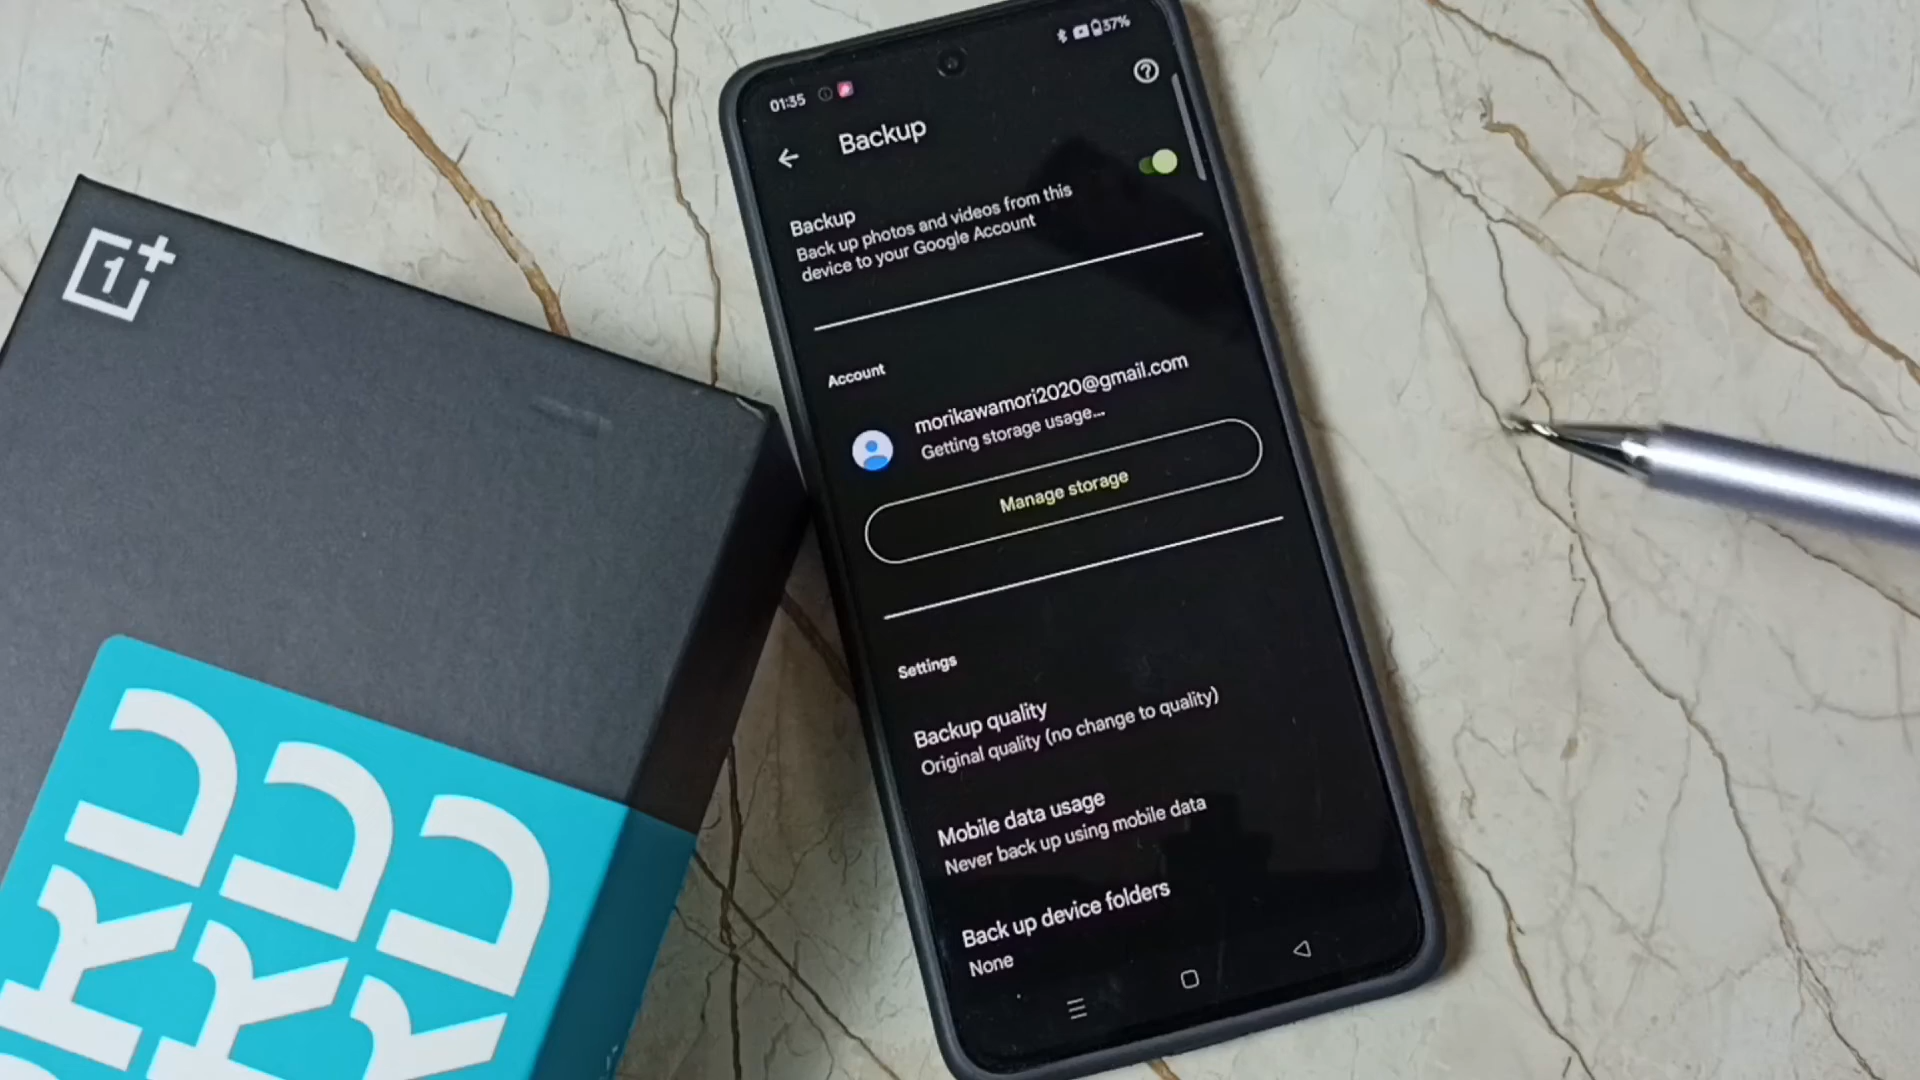 01:35
37%
Backup
Backup
Back up photos and videos from this
device to your Google Account
Account
morikawamori2020@gmail.com
Getting storage usage...
Manage storage
Settings
Backup quality
Original quality (no change to quality)
Mobile data usage
Never back up using mobile data
Back up device folders
None
1+